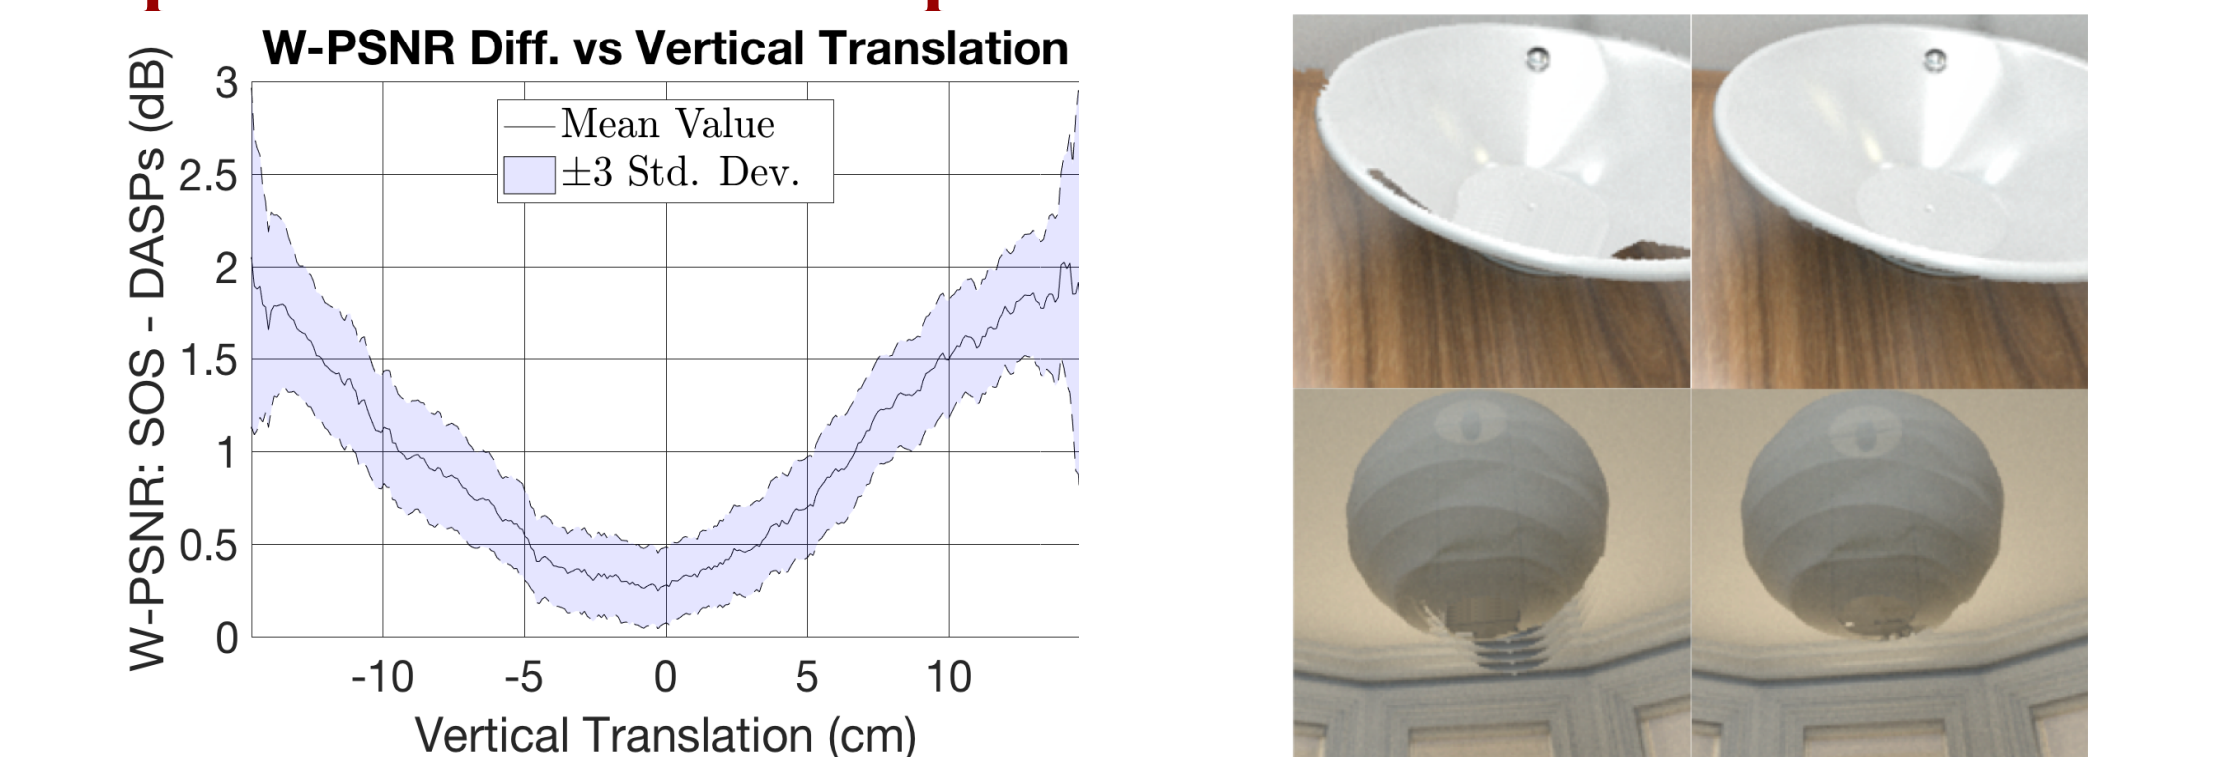 W-PSNR Diff. vs Vertical Translation
W-PSNR: SOS - DASPs (dB)
3
2.5
2
1.5
1
0.5
0
Mean Value
±3 Std. Dev.
-10 -5 0 5 10
Vertical Translation (cm)